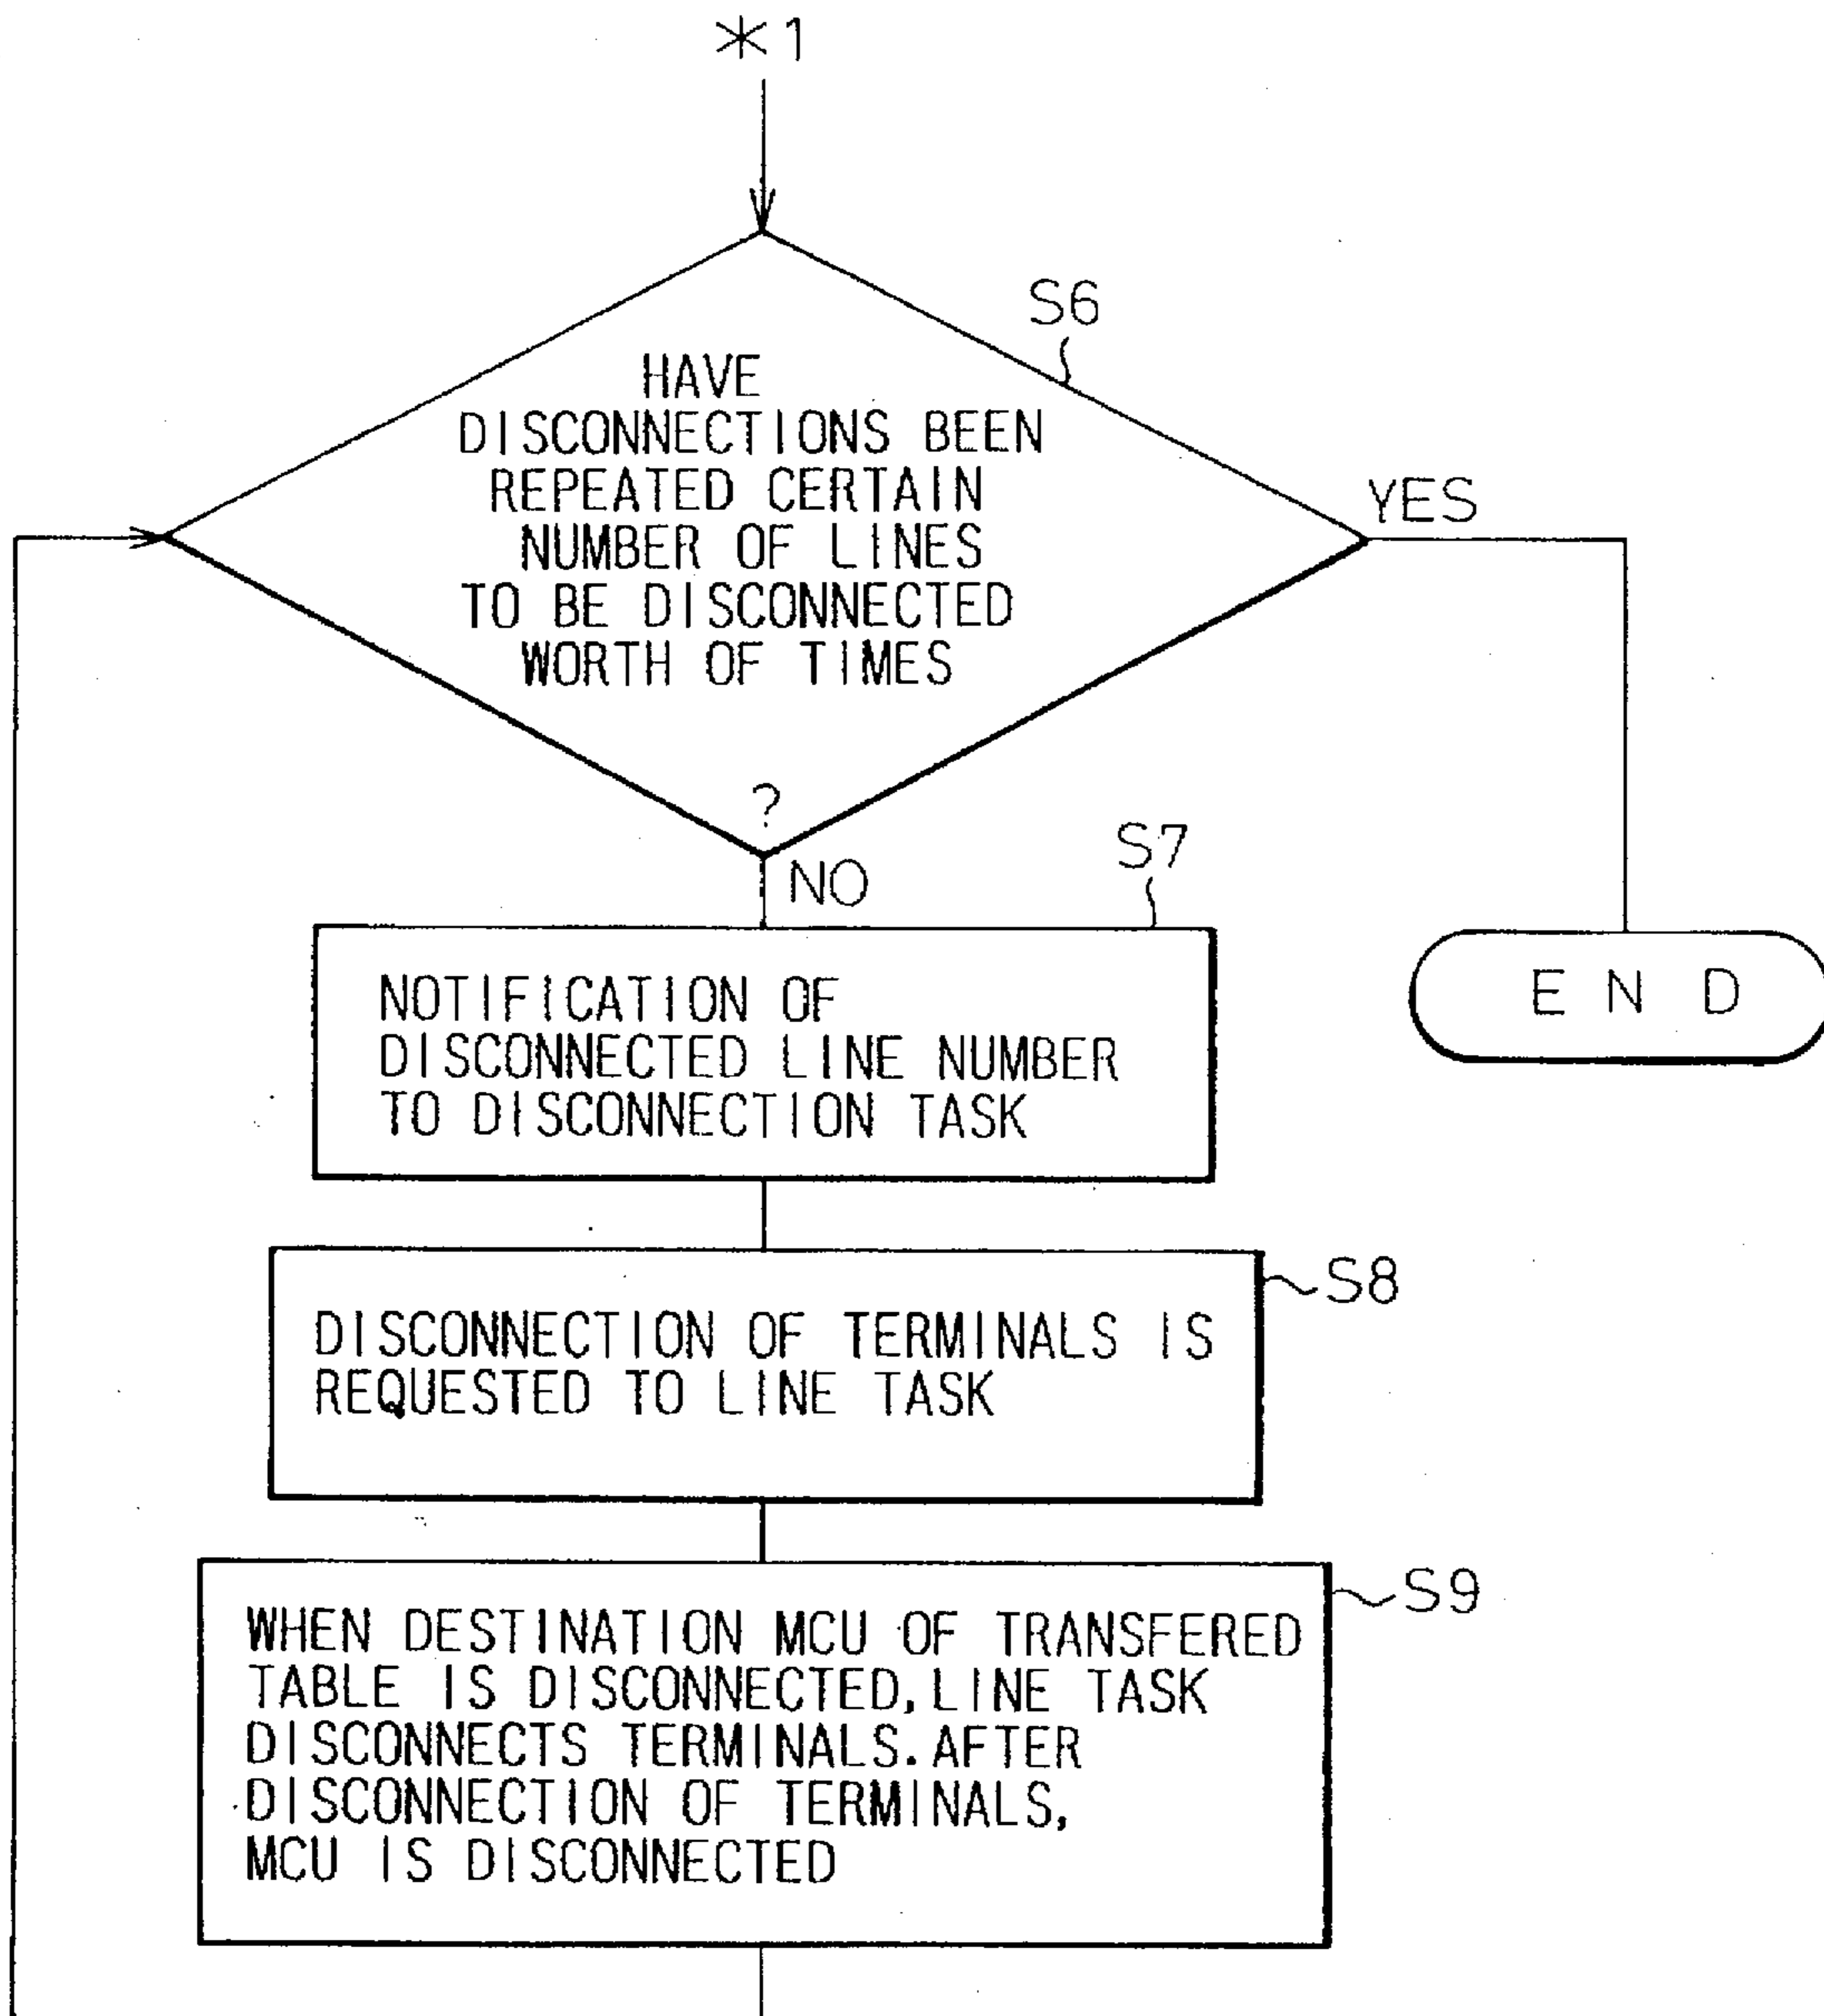 *1
S6
HAVE
DISCONNECTIONS BEEN
REPEATED CERTAIN
NUMBER OF LINES
TO BE DISCONNECTED
WORTH OF TIMES
?
YES
NO
S7
NOTIFICATION OF
DISCONNECTED LINE NUMBER
TO DISCONNECTION TASK
END
S8
DISCONNECTION OF TERMINALS IS
REQUESTED TO LINE TASK
S9
WHEN DESTINATION MCU OF TRANSFERED
TABLE IS DISCONNECTED, LINE TASK
DISCONNECTS TERMINALS. AFTER
DISCONNECTION OF TERMINALS,
MCU IS DISCONNECTED